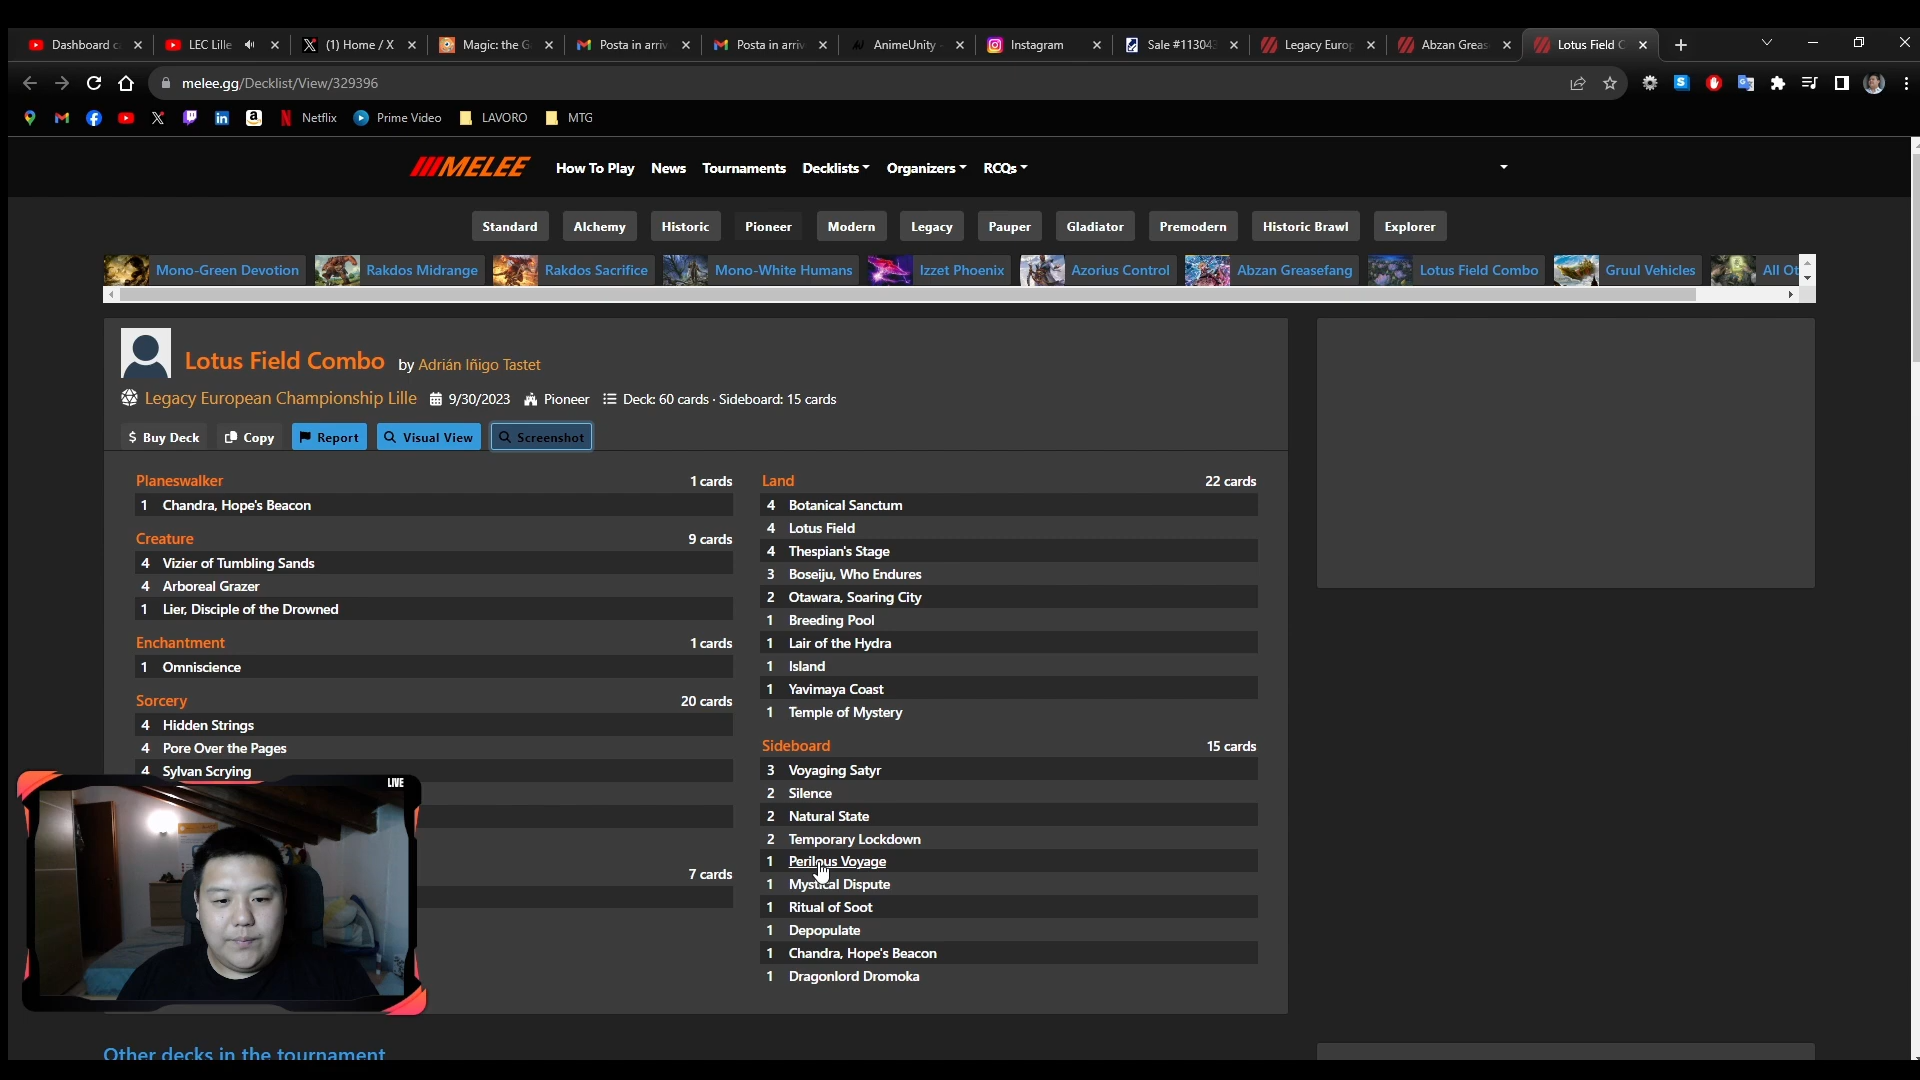 Dashboard c
LEC Lille
(1) Home / X
Magic: the G
Posta in arriv
Posta in arriv
AnimeUnity -
Instagram
Sale #11304
Legacy Europ
Abzan Greas
Lotus Field C
melee.gg/Decklist/View/329396
Netflix
Prime Video
LAVORO
MTG
MELEE
How To Play
News
Tournaments
Decklists
Organizers
RCQs
Standard
Alchemy
Historic
Pioneer
Modern
Legacy
Pauper
Gladiator
Premodern
Historic Brawl
Explorer
Mono-Green Devotion
Rakdos Midrange
Rakdos Sacrifice
Mono-White Humans
Izzet Phoenix
Azorius Control
Abzan Greasefang
Lotus Field Combo
Gruul Vehicles
All Ot
Lotus Field Combo by Adrián Iñigo Tastet
Legacy European Championship Lille 9/30/2023 Pioneer Deck: 60 cards · Sideboard: 15 cards
$ Buy Deck
Copy
Report
Visual View
Screenshot
Planeswalker 1 cards
1 Chandra, Hope's Beacon
Creature 9 cards
4 Vizier of Tumbling Sands
4 Arboreal Grazer
1 Lier, Disciple of the Drowned
Enchantment 1 cards
1 Omniscience
Sorcery 20 cards
4 Hidden Strings
4 Pore Over the Pages
4 Sylvan Scrying
7 cards
Land 22 cards
4 Botanical Sanctum
4 Lotus Field
4 Thespian's Stage
3 Boseiju, Who Endures
2 Otawara, Soaring City
1 Breeding Pool
1 Lair of the Hydra
1 Island
1 Yavimaya Coast
1 Temple of Mystery
Sideboard 15 cards
3 Voyaging Satyr
2 Silence
2 Natural State
2 Temporary Lockdown
1 Perilous Voyage
1 Mystical Dispute
1 Ritual of Soot
1 Depopulate
1 Chandra, Hope's Beacon
1 Dragonlord Dromoka
LIVE
Other decks in the tournament